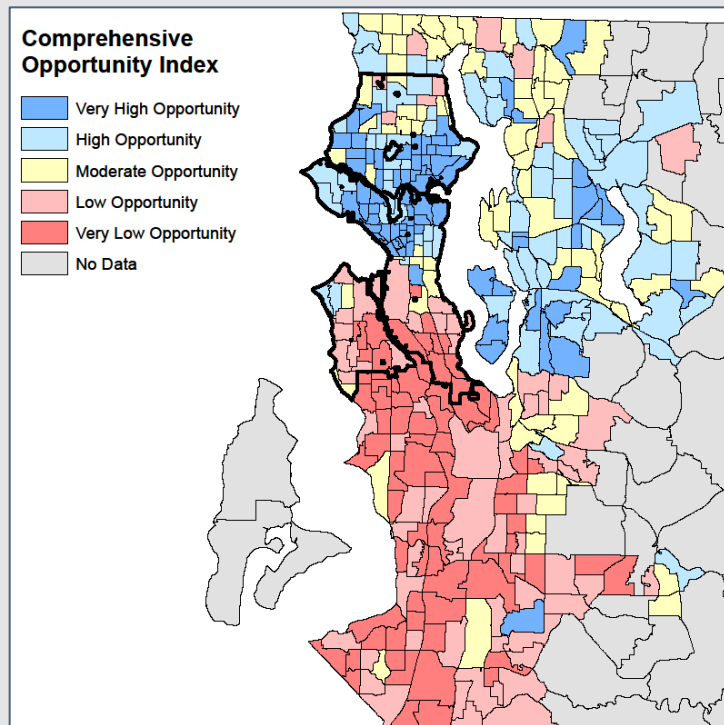 Comprehensive
Opportunity Index
Very High Opportunity
High Opportunity
Moderate Opportunity
Low Opportunity
Very Low Opportunity
No Data